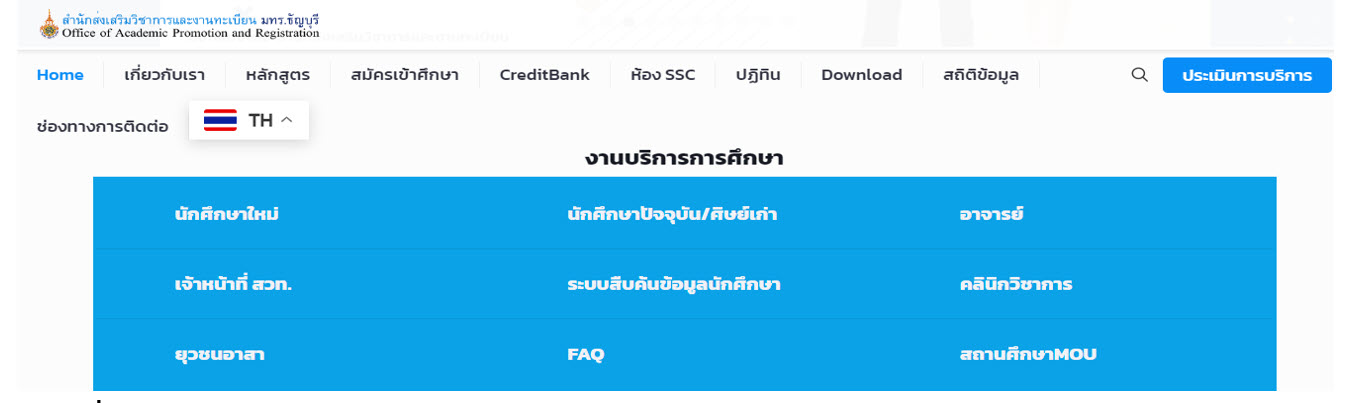 สำนักส่งเสริมวิชาการและงานทะเบียน มทร.ธัญบุรี
Office of Academic Promotion and Registration
Home เกี่ยวกับเรา หลักสูตร สมัครเข้าศึกษา CreditBank ห้อง SSC ปฏิทิน Download สถิติข้อมูล ประเมินการบริการ
ช่องทางการติดต่อ TH
งานบริการการศึกษา
นักศึกษาใหม่ นักศึกษาปัจจุบัน/ศิษย์เก่า อาจารย์
เจ้าหน้าที่ สวท. ระบบสืบค้นข้อมูลนักศึกษา คลินิกวิชาการ
ยุวชนอาสา FAQ สถานศึกษาMOU